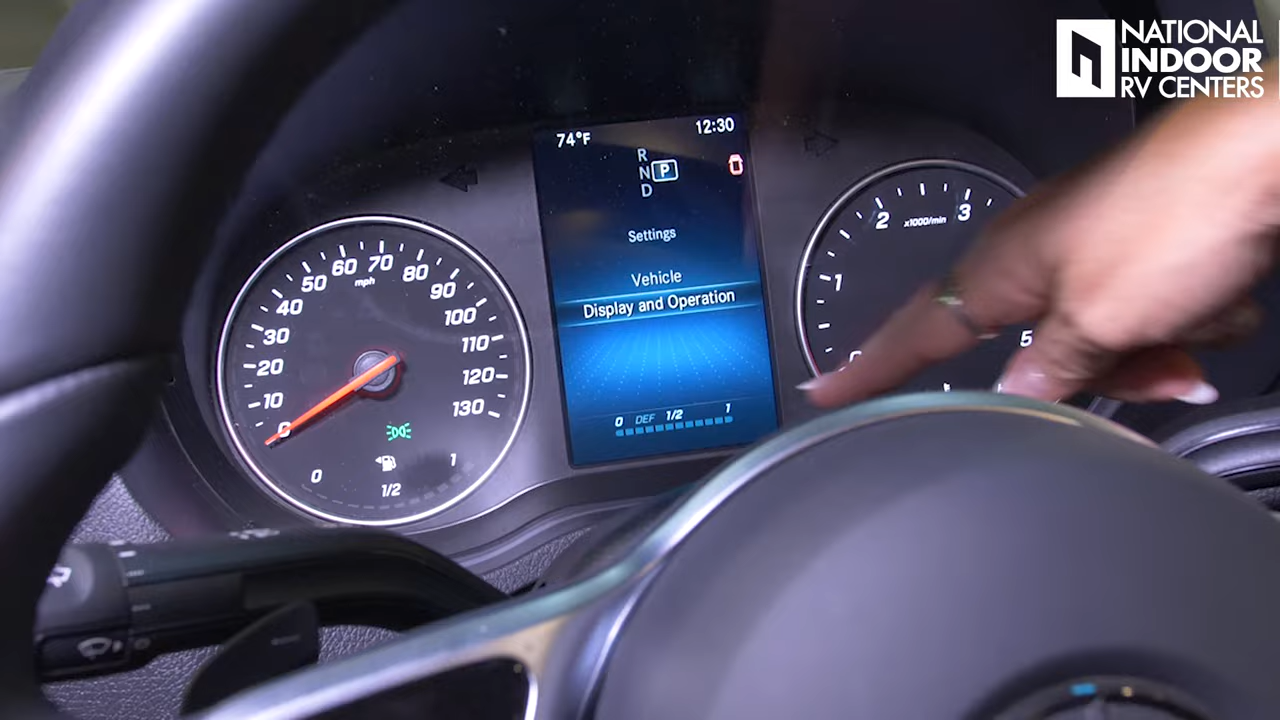 NATIONAL
INDOOR
RV CENTERS
74°F
12:30
R
N P
D
Settings
Vehicle
Display and Operation
0 DEF 1/2 1
0
10
20
30
40
50
60
70
80
90
100
110
120
130
mph
0
1/2
1
0
1
2
3
5
x1000/min